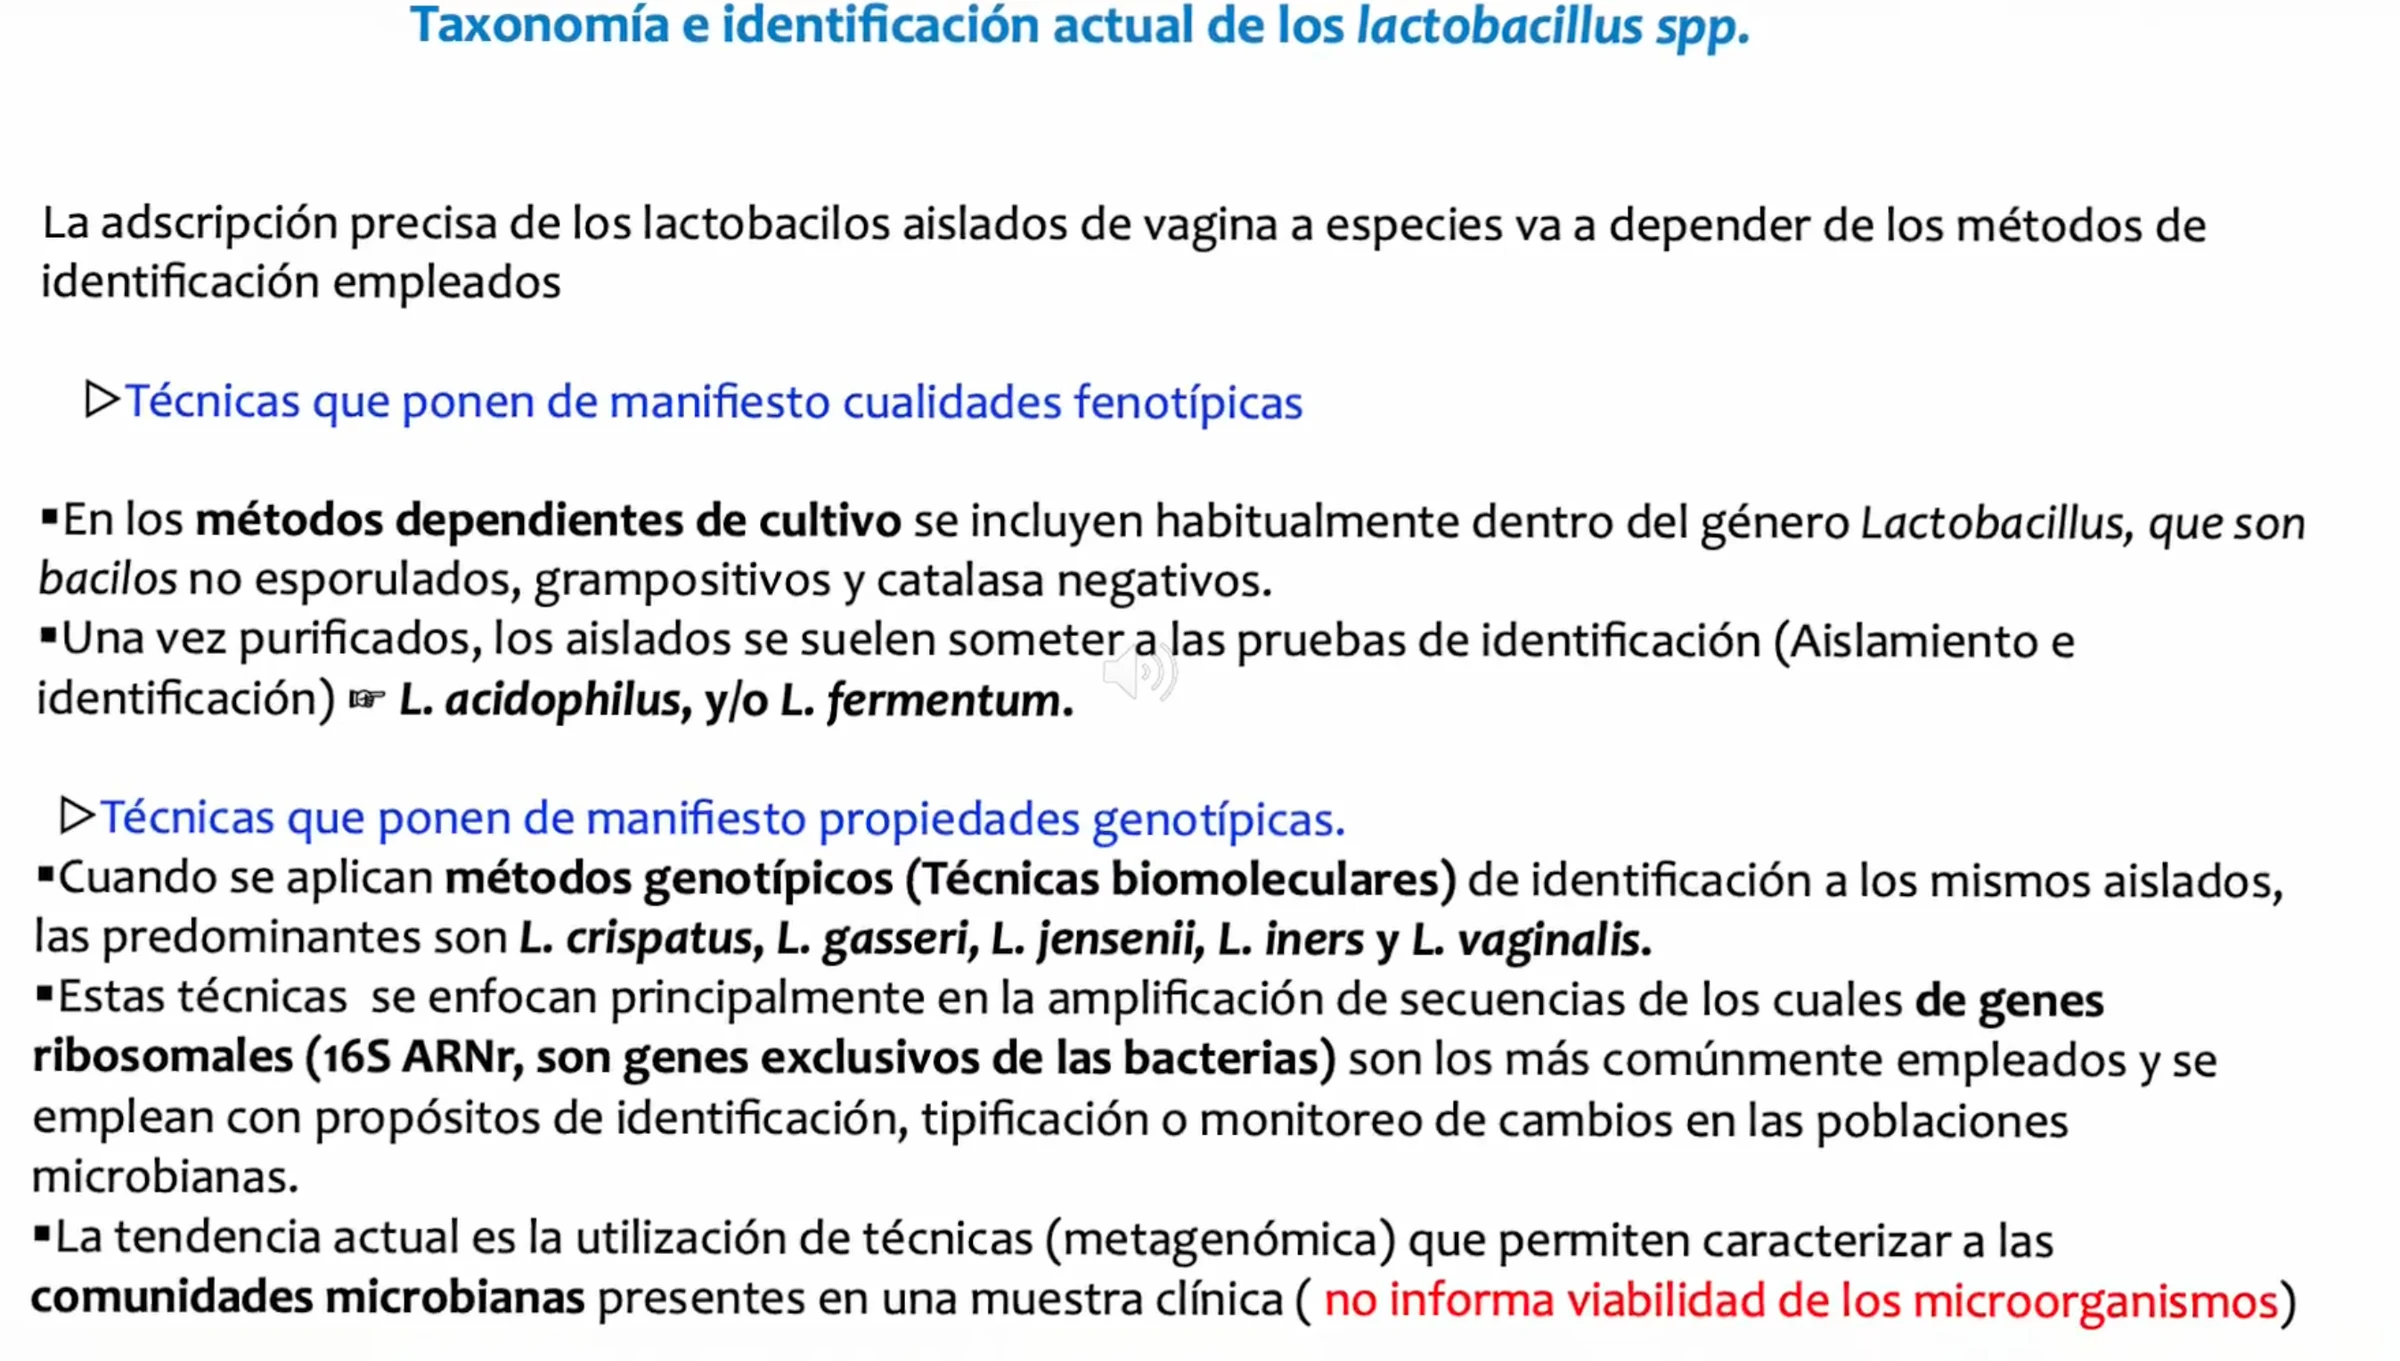 Taxonomía e identificación actual de los lactobacillus spp.
La adscripción precisa de los lactobacilos aislados de vagina a especies va a depender de los métodos de
identificación empleados
▷Técnicas que ponen de manifiesto cualidades fenotípicas
▪En los métodos dependientes de cultivo se incluyen habitualmente dentro del género Lactobacillus, que son
bacilos no esporulados, grampositivos y catalasa negativos.
▪Una vez purificados, los aislados se suelen someter a las pruebas de identificación (Aislamiento e
identificación) ☞ L. acidophilus, y/o L. fermentum.
▷Técnicas que ponen de manifiesto propiedades genotípicas.
▪Cuando se aplican métodos genotípicos (Técnicas biomoleculares) de identificación a los mismos aislados,
las predominantes son L. crispatus, L. gasseri, L. jensenii, L. iners y L. vaginalis.
▪Estas técnicas se enfocan principalmente en la amplificación de secuencias de los cuales de genes
ribosomales (16S ARNr, son genes exclusivos de las bacterias) son los más comúnmente empleados y se
emplean con propósitos de identificación, tipificación o monitoreo de cambios en las poblaciones
microbianas.
▪La tendencia actual es la utilización de técnicas (metagenómica) que permiten caracterizar a las
comunidades microbianas presentes en una muestra clínica ( no informa viabilidad de los microorganismos)